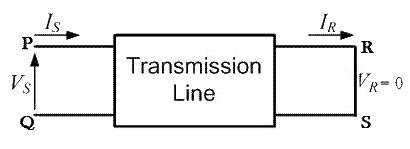 I_S I_R
P R
Transmission
Line
V_S V_R = 0
Q S